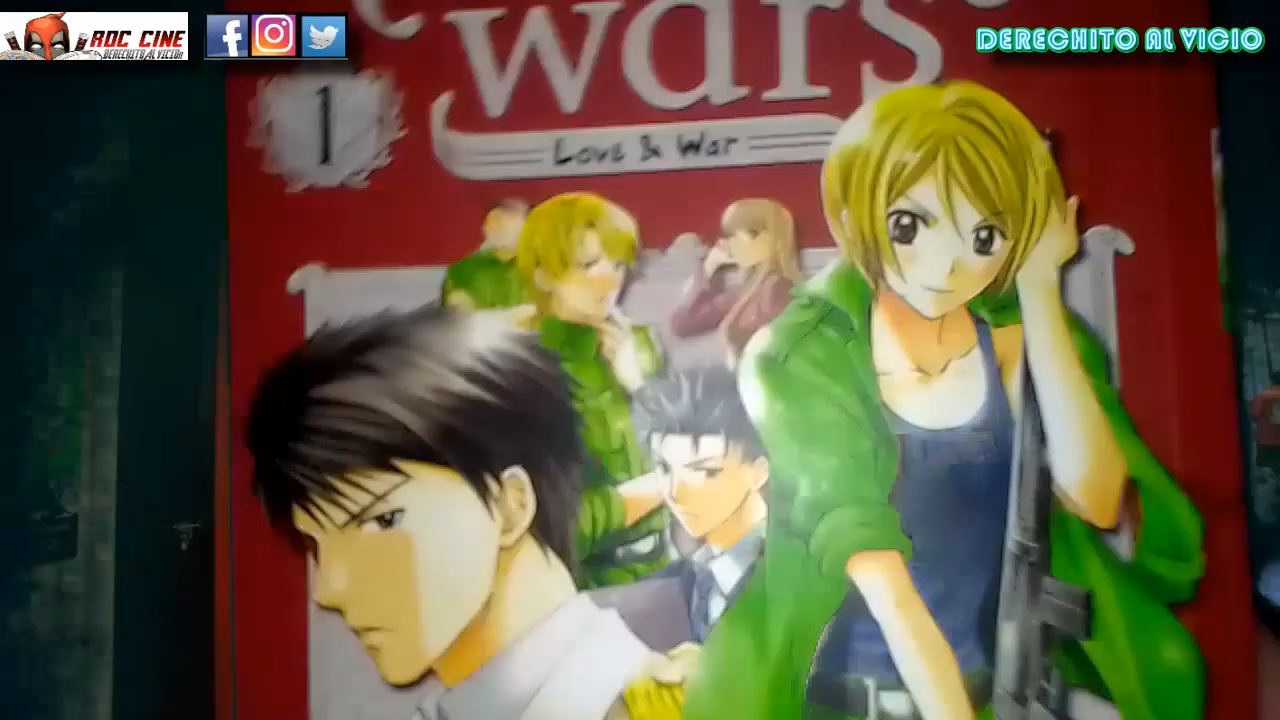 ROC CINE
DERECHITO AL VICIO
DERECHITO AL VICIO
wars
1
Love & War